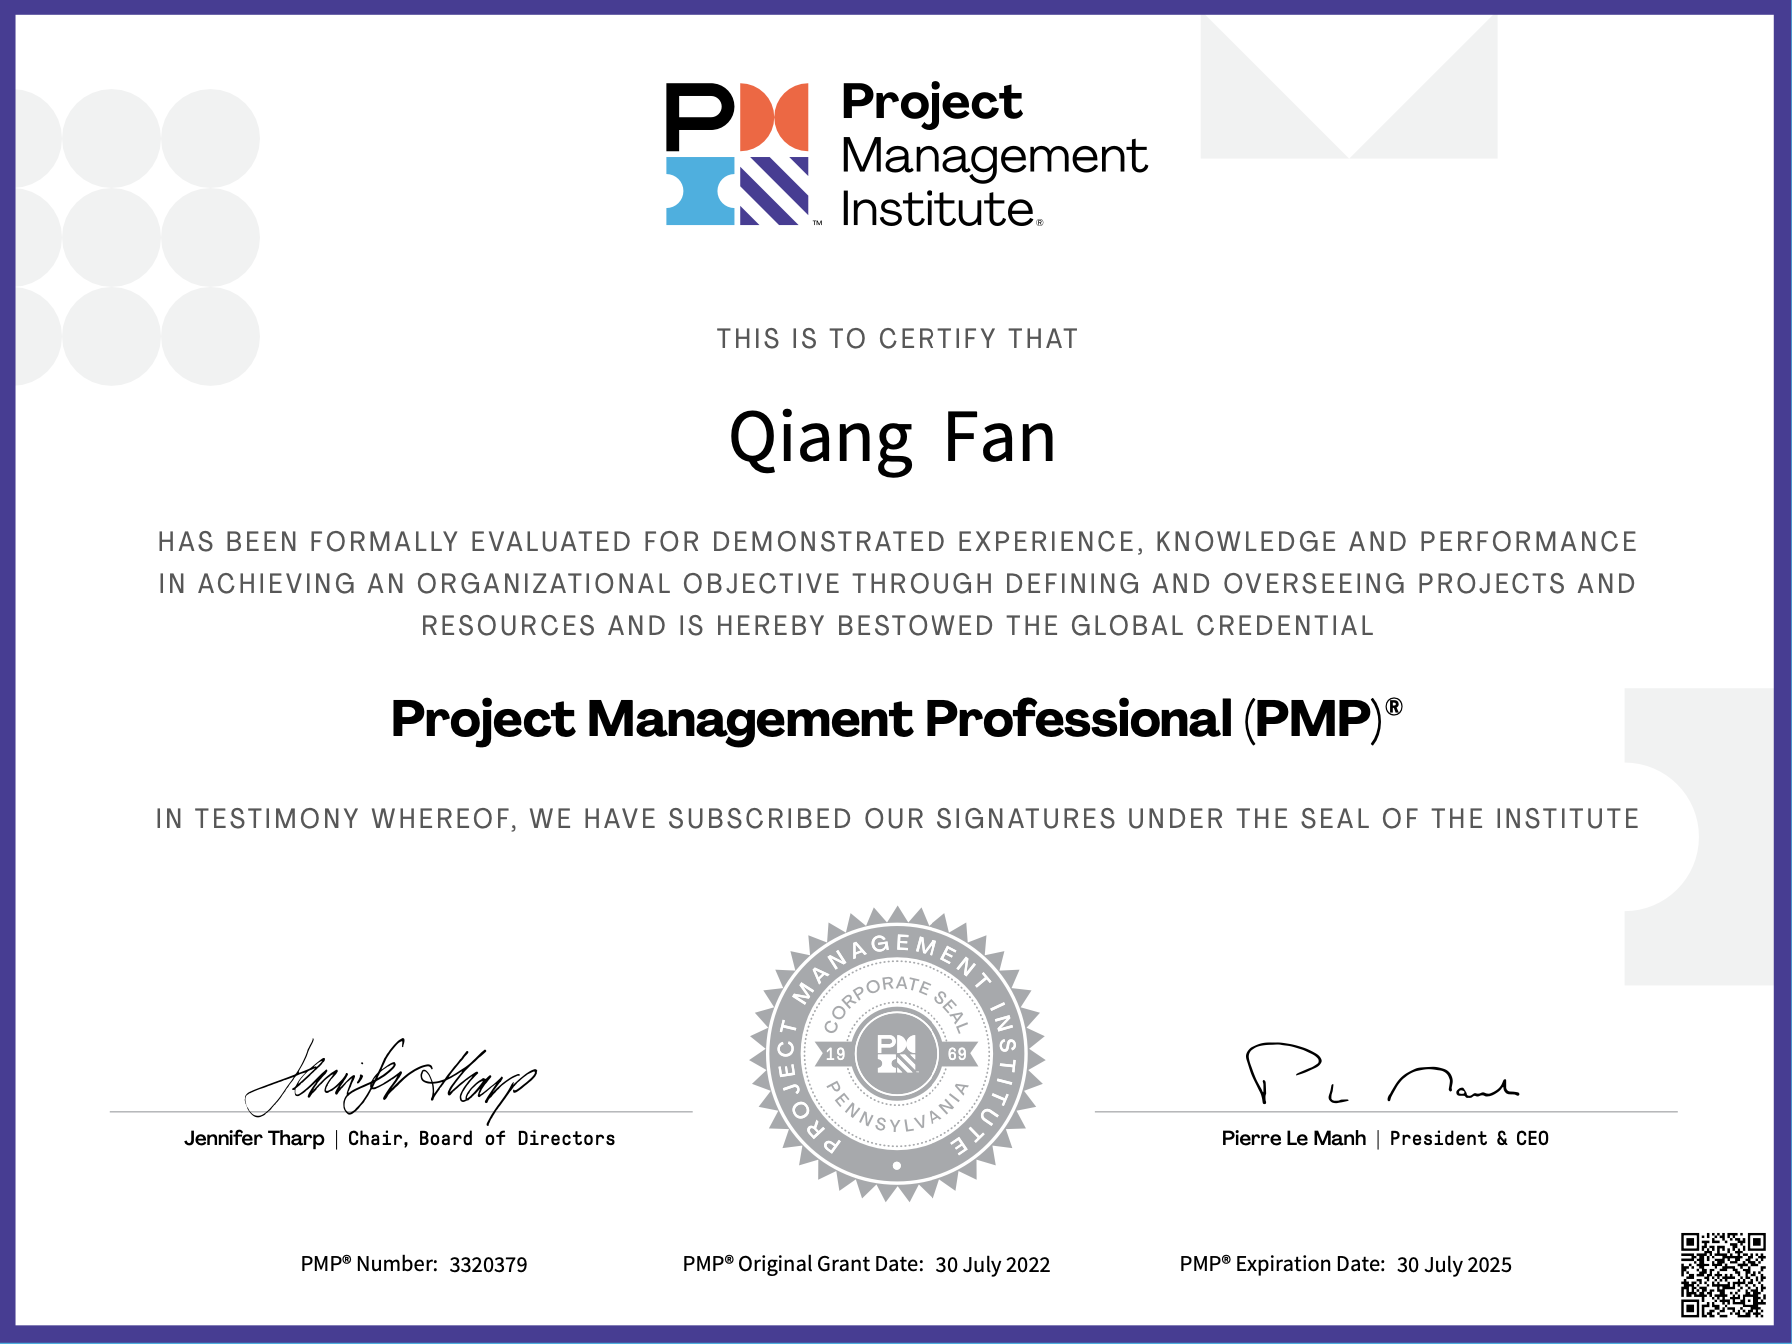 Project
Management
Institute®
™
THIS IS TO CERTIFY THAT
Qiang Fan
HAS BEEN FORMALLY EVALUATED FOR DEMONSTRATED EXPERIENCE, KNOWLEDGE AND PERFORMANCE
IN ACHIEVING AN ORGANIZATIONAL OBJECTIVE THROUGH DEFINING AND OVERSEEING PROJECTS AND
RESOURCES AND IS HEREBY BESTOWED THE GLOBAL CREDENTIAL
Project Management Professional (PMP)®
IN TESTIMONY WHEREOF, WE HAVE SUBSCRIBED OUR SIGNATURES UNDER THE SEAL OF THE INSTITUTE
PROJECT MANAGEMENT INSTITUTE
CORPORATE SEAL
19 69
PENNSYLVANIA
Jennifer Tharp
Jennifer Tharp | Chair, Board of Directors
P L Manh
Pierre Le Manh | President & CEO
PMP® Number: 3320379
PMP® Original Grant Date: 30 July 2022
PMP® Expiration Date: 30 July 2025